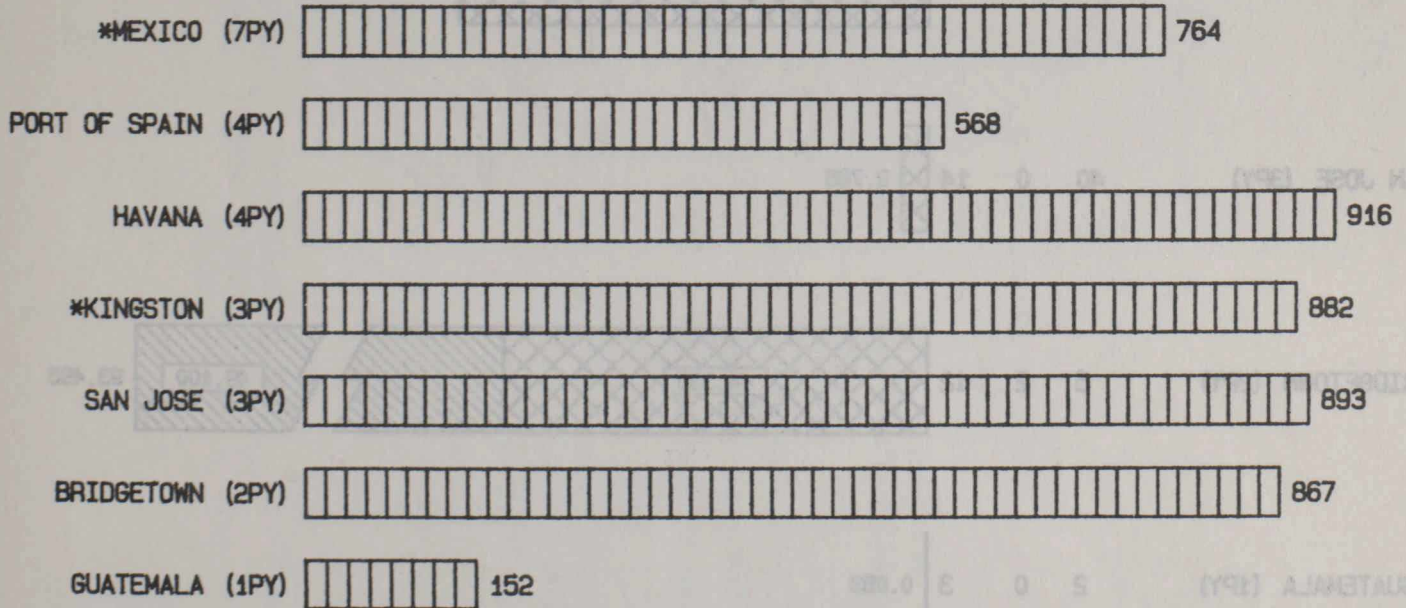 *MEXICO (7PY) 764
PORT OF SPAIN (4PY) 568
HAVANA (4PY) 916
*KINGSTON (3PY) 882
SAN JOSE (3PY) 893
BRIDGETOWN (2PY) 867
GUATEMALA (1PY) 152